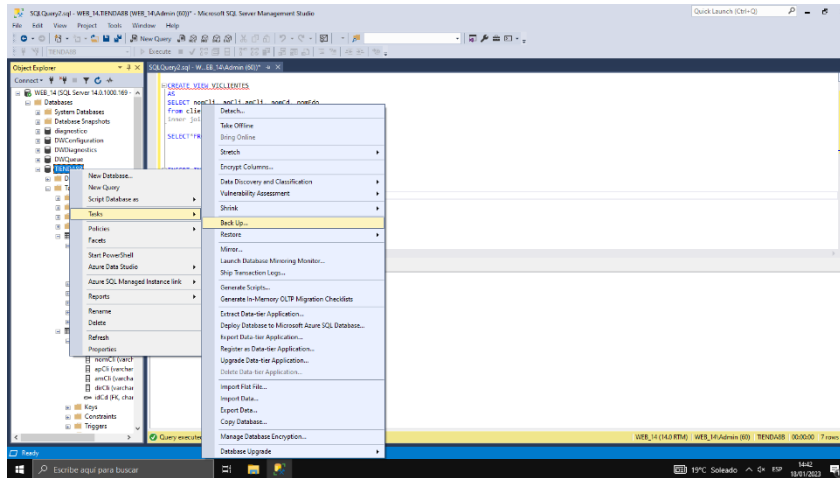 SQLQuery2.sql - WEB_14.TIENDAEB (WEB_14\Admin (60))* - Microsoft SQL Server Management Studio
Quick Launch (Ctrl+Q)
File Edit View Project Tools Window Help
New Query
TIENDAEB
Execute
Object Explorer
SQLQuery2.sql - W...EB_14\Admin (60))*
Connect
WEB_14 (SQL Server 14.0.1000.169 -
Databases
System Databases
Database Snapshots
diagnostico
DWConfiguration
DWDiagnostics
DWQueue
CREATE VIEW VICLIENTES
AS
SELECT nomCli, apCli,amCli, nomCd, nomEdo
from clie
inner joi
SELECT*FR
New Database...
New Query
Script Database as
Tasks
Policies
Facets
Start PowerShell
Azure Data Studio
Azure SQL Managed Instance link
Reports
Rename
Delete
Refresh
Properties
Detach...
Take Offline
Bring Online
Stretch
Encrypt Columns...
Data Discovery and Classification
Vulnerability Assessment
Shrink
Back Up...
Restore
Mirror...
Launch Database Mirroring Monitor...
Ship Transaction Logs...
Generate Scripts...
Generate In-Memory OLTP Migration Checklists
Extract Data-tier Application...
Deploy Database to Microsoft Azure SQL Database...
Export Data-tier Application...
Register as Data-tier Application...
Upgrade Data-tier Application...
Delete Data-tier Application...
Import Flat File...
Import Data...
Export Data...
Copy Database...
Manage Database Encryption...
Database Upgrade
nomCli (varch
apCli (varchar
amCli (varcha
dirCli (varchar
idCd (FK, char
Keys
Constraints
Triggers
Query execute
WEB_14 (14.0 RTM) WEB_14\Admin (60) TIENDAEB 00:00:00 7 rows
Ready
Escribe aquí para buscar
19°C Soleado
ESP
14:42
18/01/2023